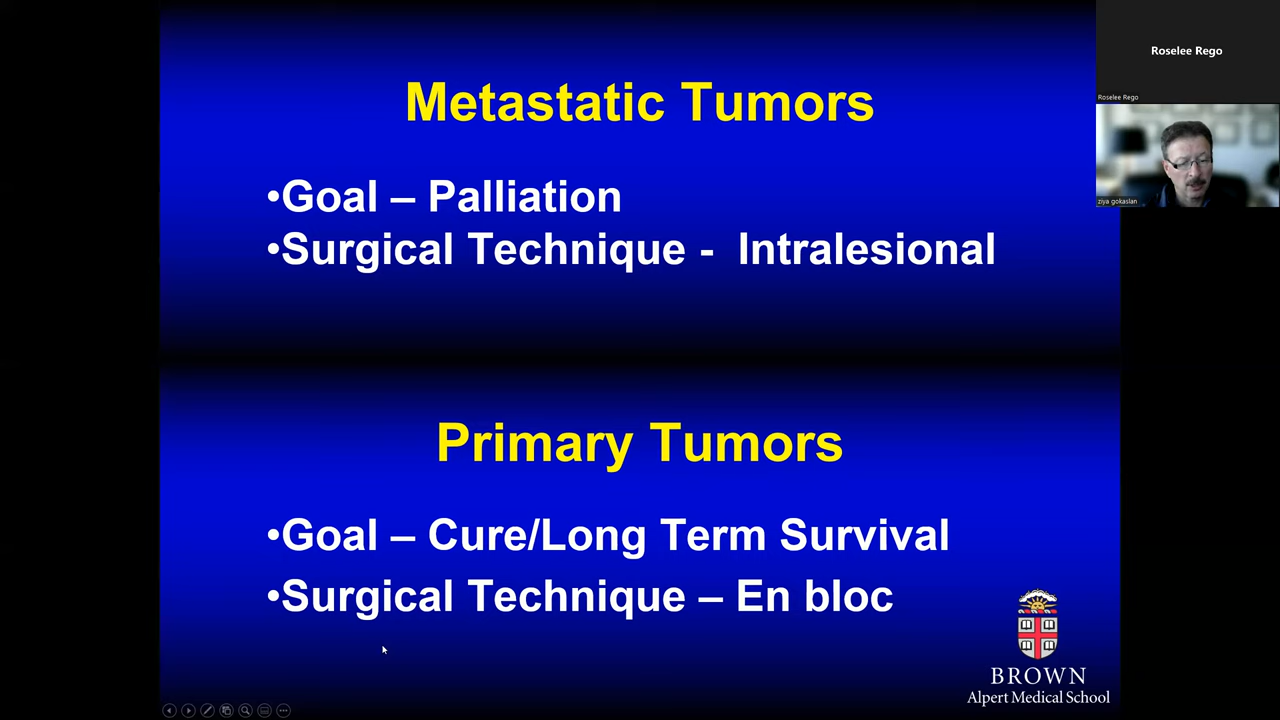 Metastatic Tumors
•Goal – Palliation
•Surgical Technique -  Intralesional
Primary Tumors
•Goal – Cure/Long Term Survival
•Surgical Technique – En bloc
BROWN
Alpert Medical School
Roselee Rego
Roselee Rego
ziya gokaslan